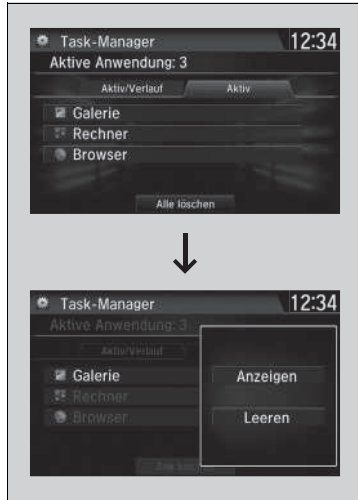 Task-Manager 12:34
Aktive Anwendung: 3
Aktiv/Verlauf Aktiv
Galerie
Rechner
Browser
Alle löschen
Task-Manager 12:34
Aktive Anwendung: 3
Aktiv/Verlauf
Galerie Anzeigen
Rechner
Browser Leeren